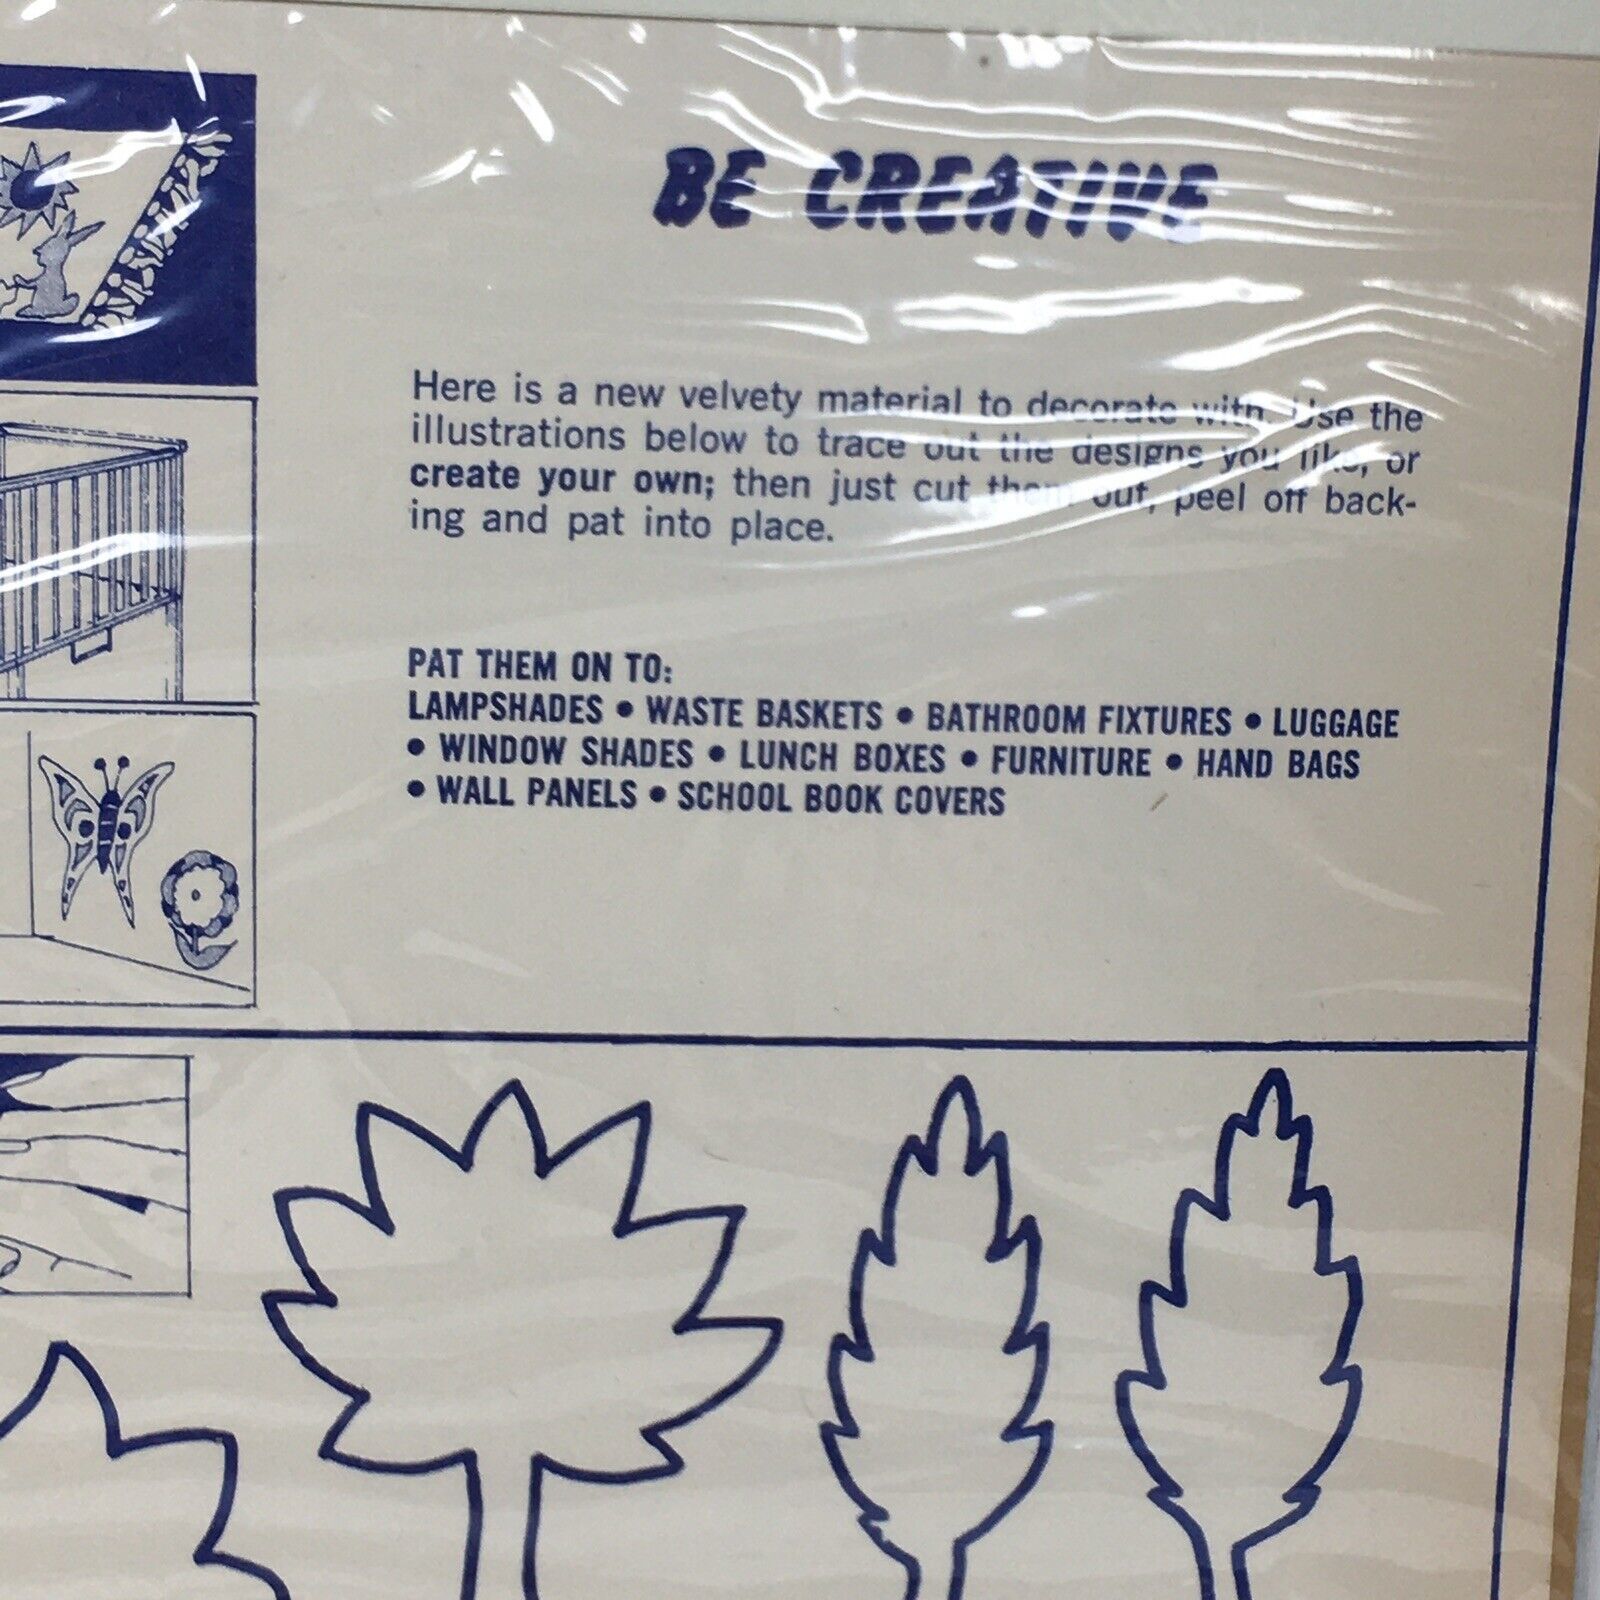 BE CREATIVE
Here is a new velvety material to decorate with. Use the
illustrations below to trace out the designs you like, or
create your own; then just cut them out, peel off back-
ing and pat into place.
PAT THEM ON TO:
LAMPSHADES • WASTE BASKETS • BATHROOM FIXTURES • LUGGAGE
• WINDOW SHADES • LUNCH BOXES • FURNITURE • HAND BAGS
• WALL PANELS • SCHOOL BOOK COVERS